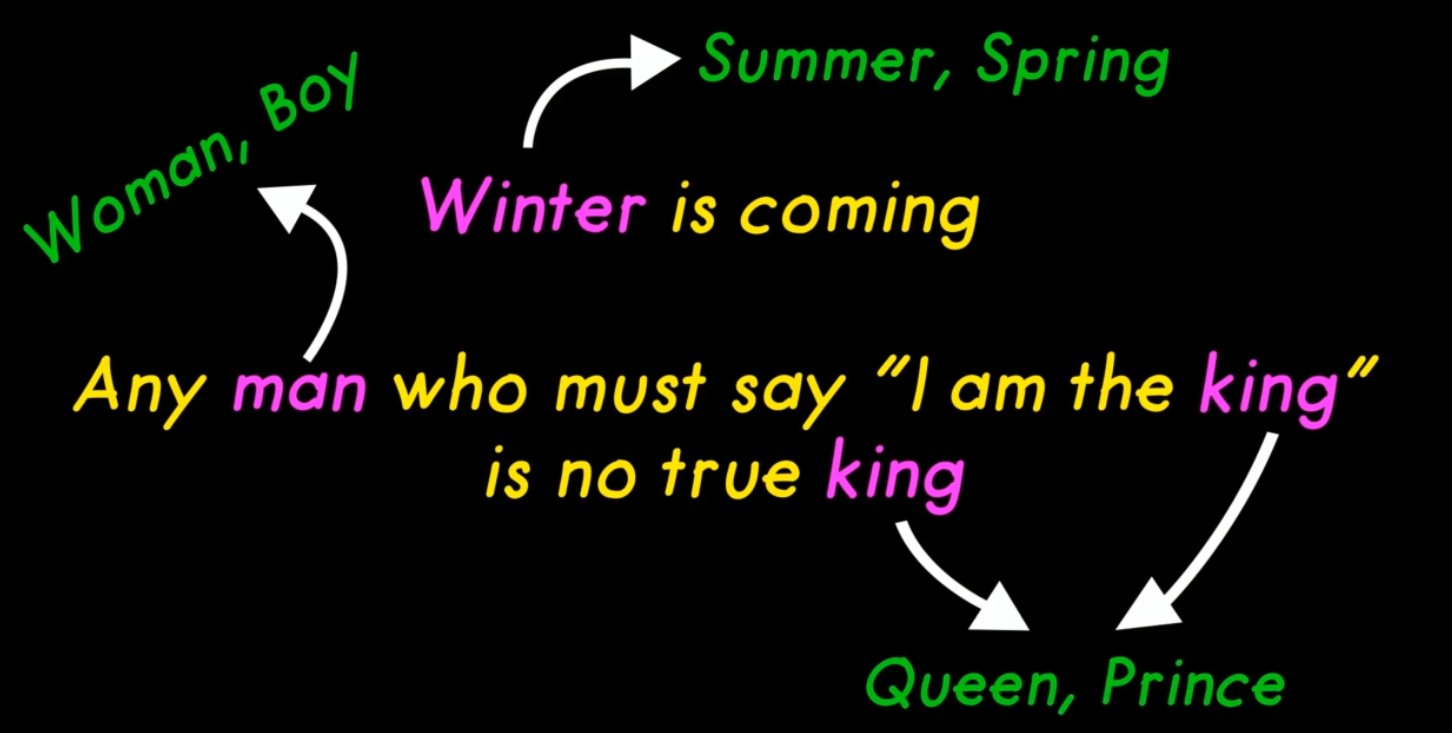 Summer, Spring
Woman, Boy
Winter is coming
Any man who must say "I am the king"
is no true king
Queen, Prince